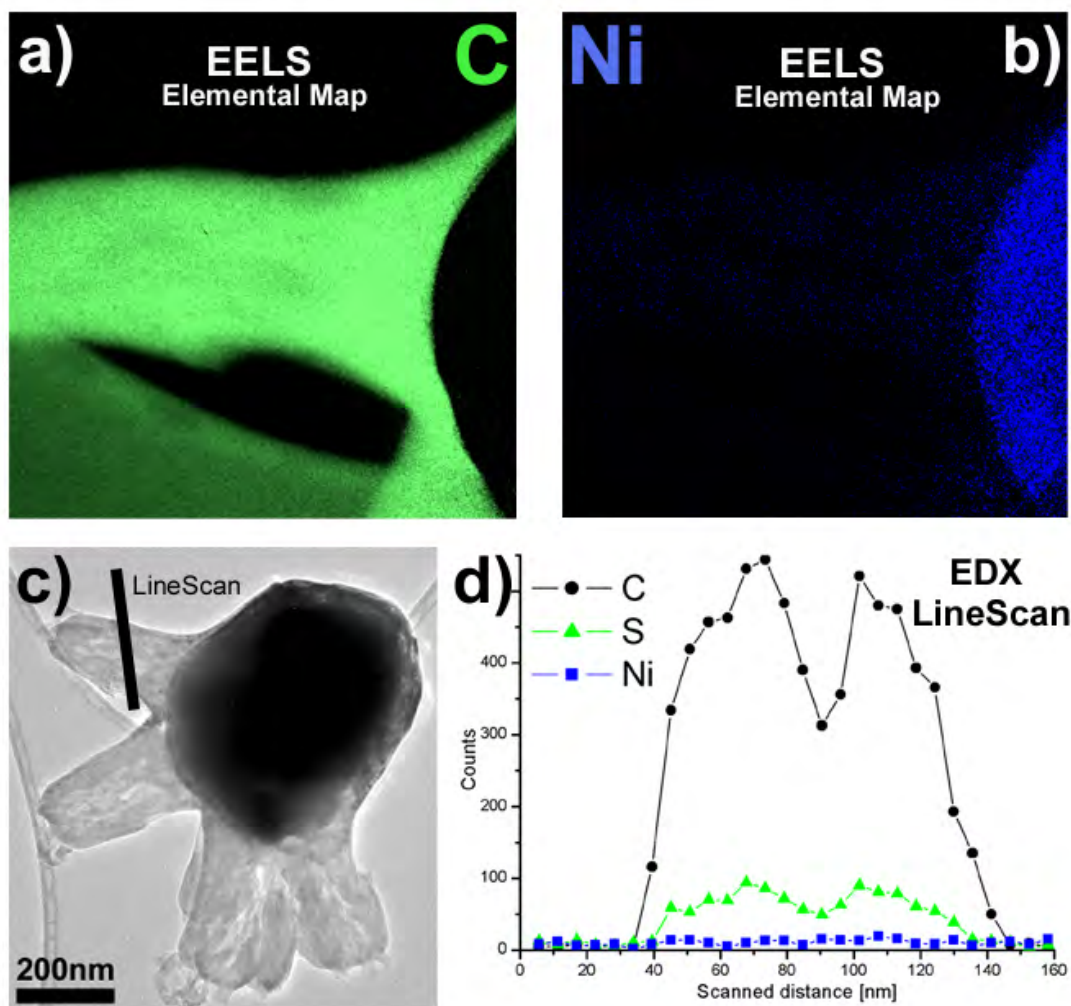 a)
EELS
Elemental Map
C
Ni
EELS
Elemental Map
b)
c)
LineScan
200nm
d)
EDX
LineScan
C
S
Ni
Counts
400
300
200
100
0
0 20 40 60 80 100 120 140 160
Scanned distance [nm]